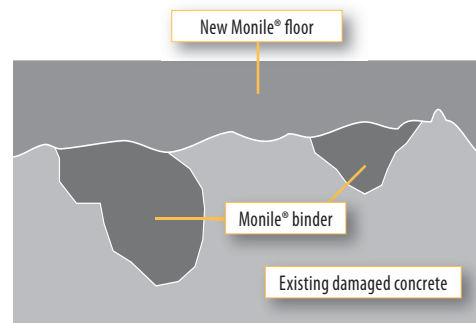 New Monile® floor
Monile® binder
Existing damaged concrete